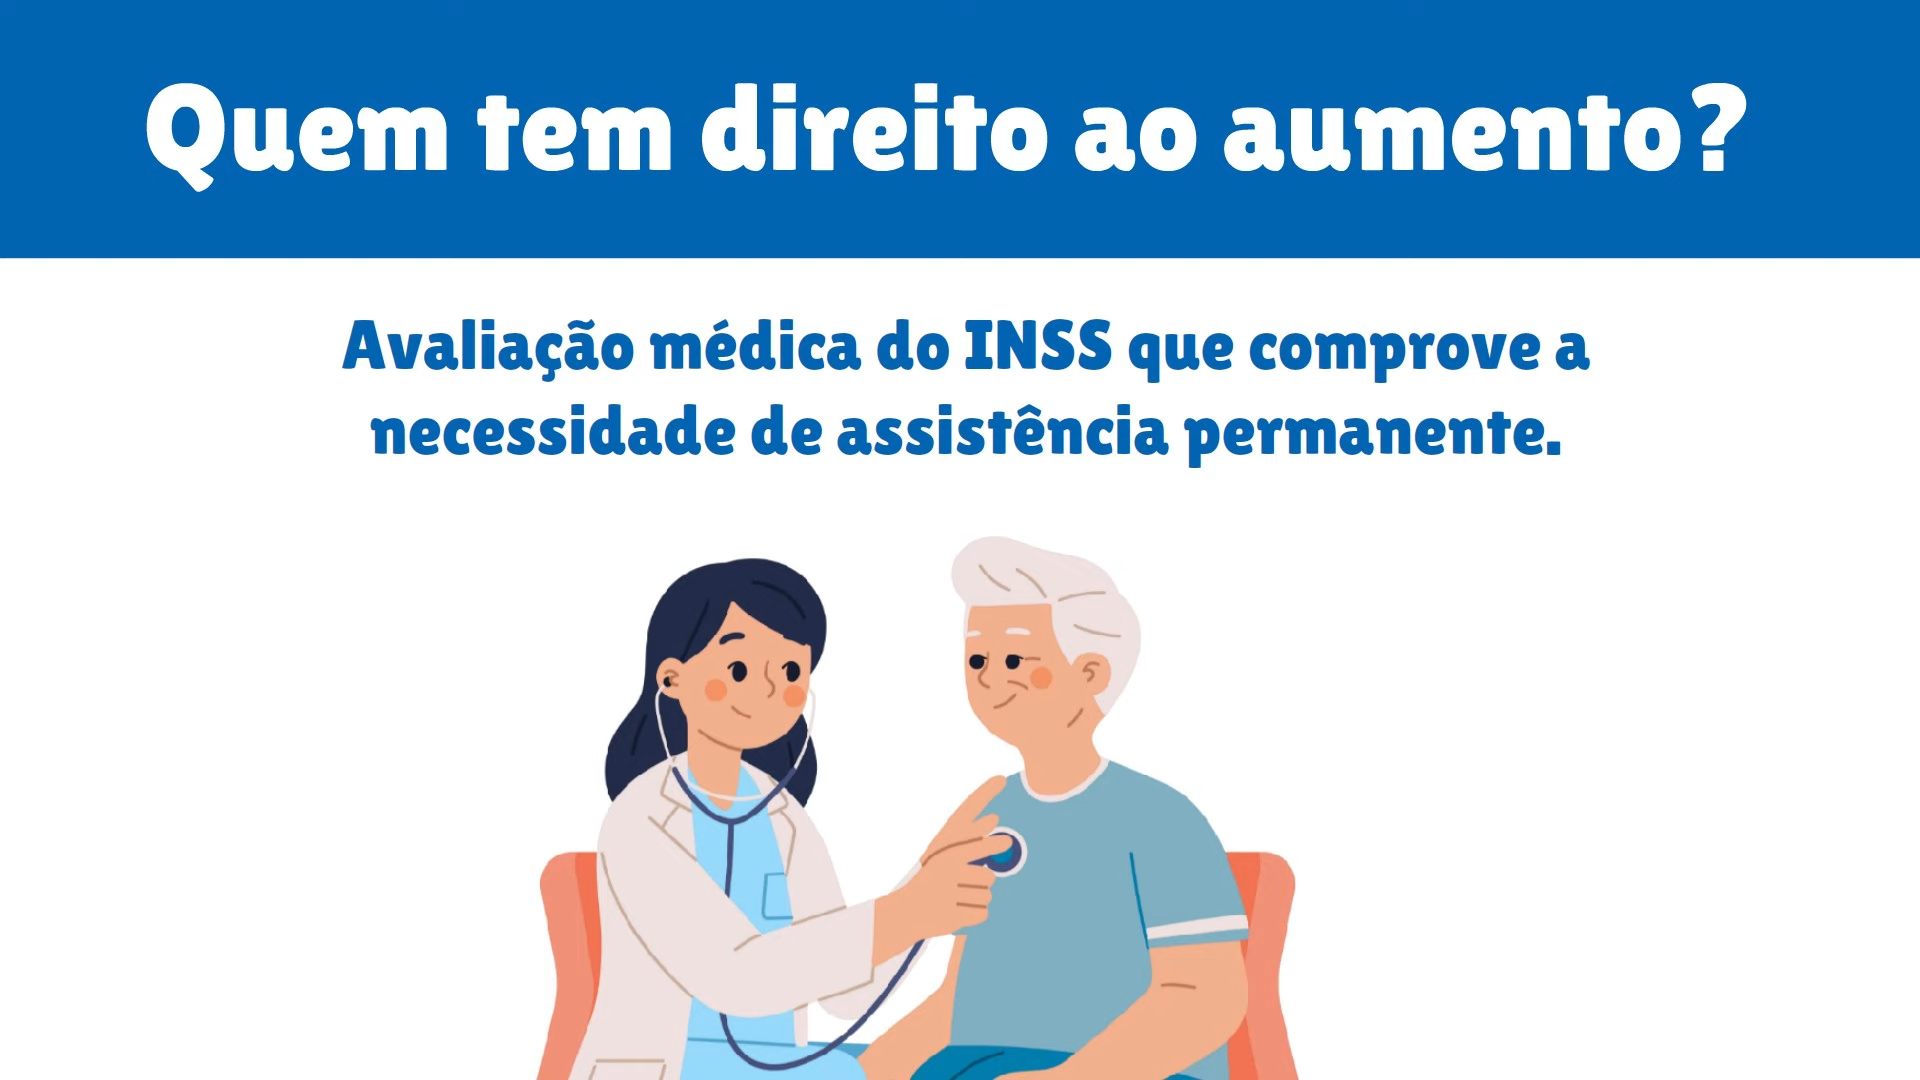 Quem tem direito ao aumento?
Avaliação médica do INSS que comprove a
necessidade de assistência permanente.